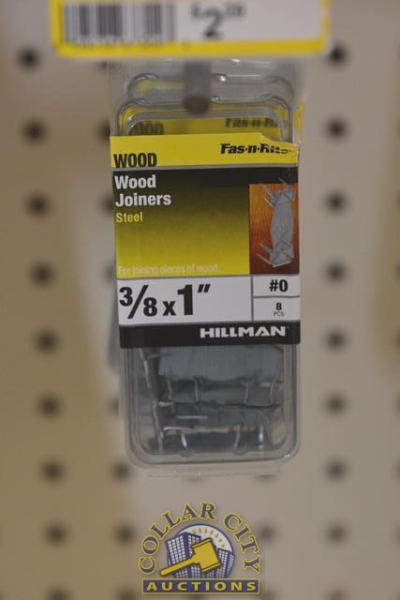 WOOD
Fas-n-Rite
WOOD
Wood
Joiners
Steel
For joining pieces of wood.
3/8 x 1"
#0
8
PCS.
HILLMAN
COLLAR CITY
AUCTIONS